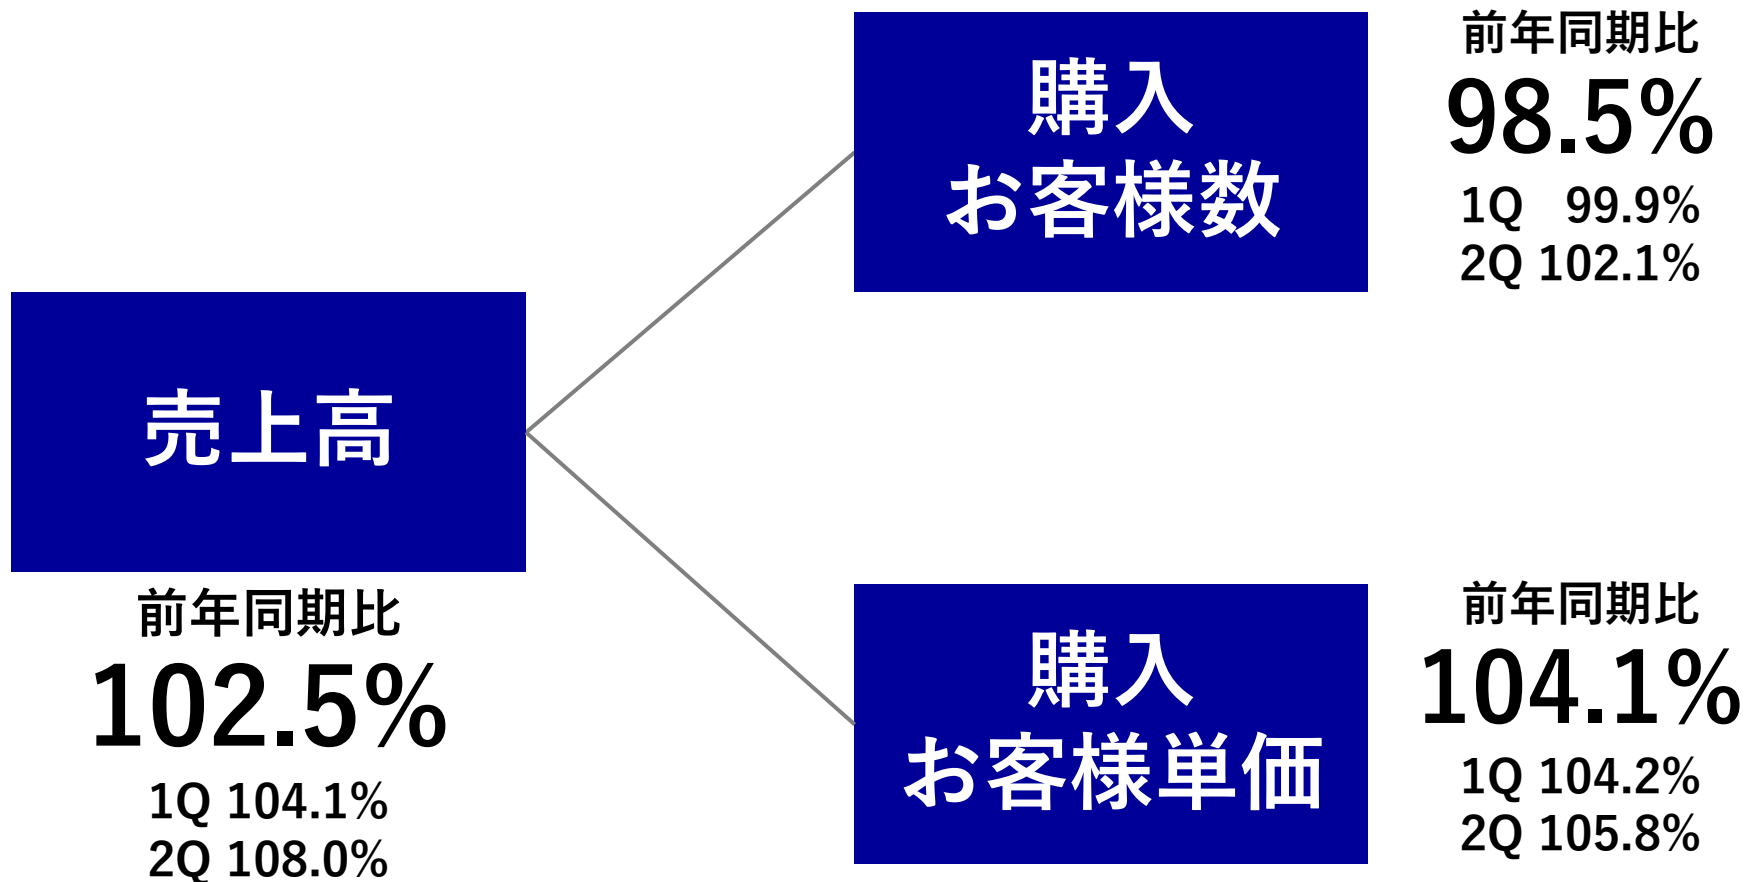 売上高
前年同期比
102.5%
1Q 104.1%
2Q 108.0%
購入
お客様数
前年同期比
98.5%
1Q 99.9%
2Q 102.1%
購入
お客様単価
前年同期比
104.1%
1Q 104.2%
2Q 105.8%